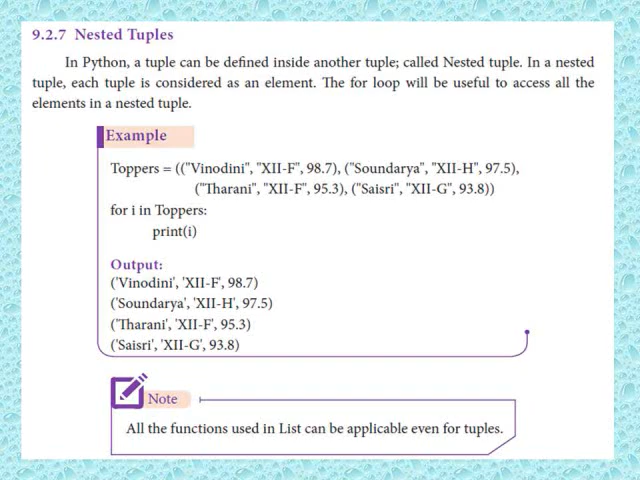 9.2.7 Nested Tuples
In Python, a tuple can be defined inside another tuple; called Nested tuple. In a nested
tuple, each tuple is considered as an element. The for loop will be useful to access all the
elements in a nested tuple.
Example
Toppers = (("Vinodini", "XII-F", 98.7), ("Soundarya", "XII-H", 97.5),
("Tharani", "XII-F", 95.3), ("Saisri", "XII-G", 93.8))
for i in Toppers:
print(i)
Output:
('Vinodini', 'XII-F', 98.7)
('Soundarya', 'XII-H', 97.5)
('Tharani', 'XII-F', 95.3)
('Saisri', 'XII-G', 93.8)
Note
All the functions used in List can be applicable even for tuples.